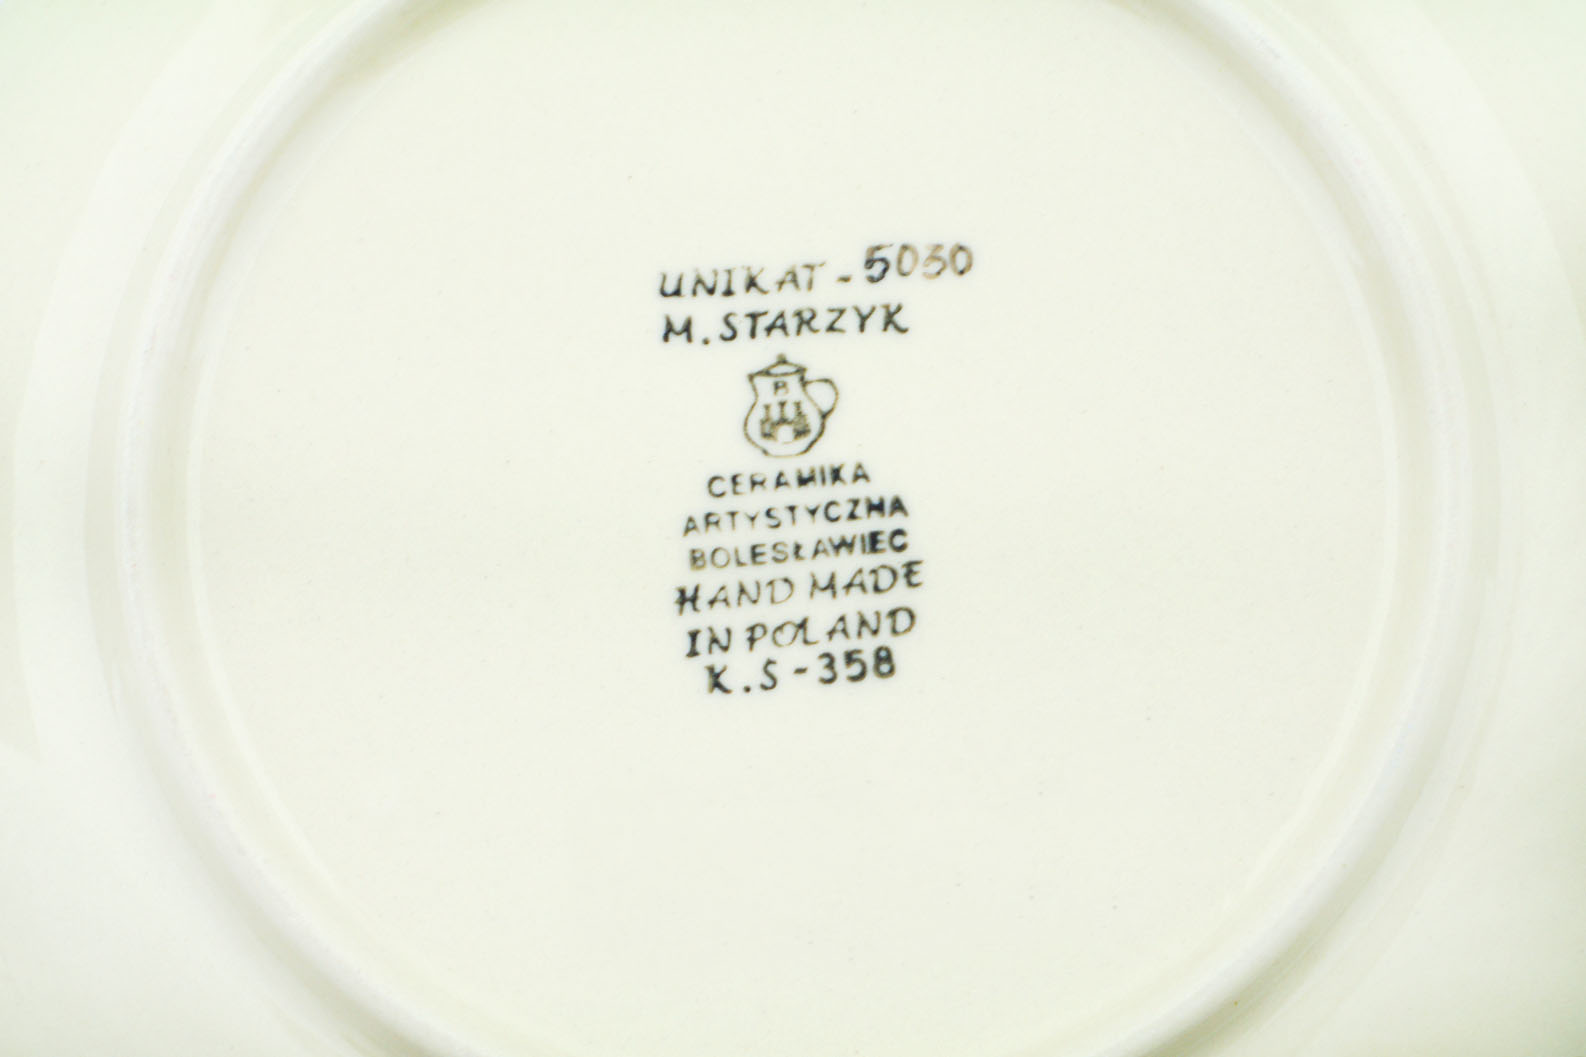 UNIKAT - 5030
M. STARZYK
B
CERAMIKA
ARTYSTYCZNA
BOLESŁAWIEC
HAND MADE
IN POLAND
K.S - 358